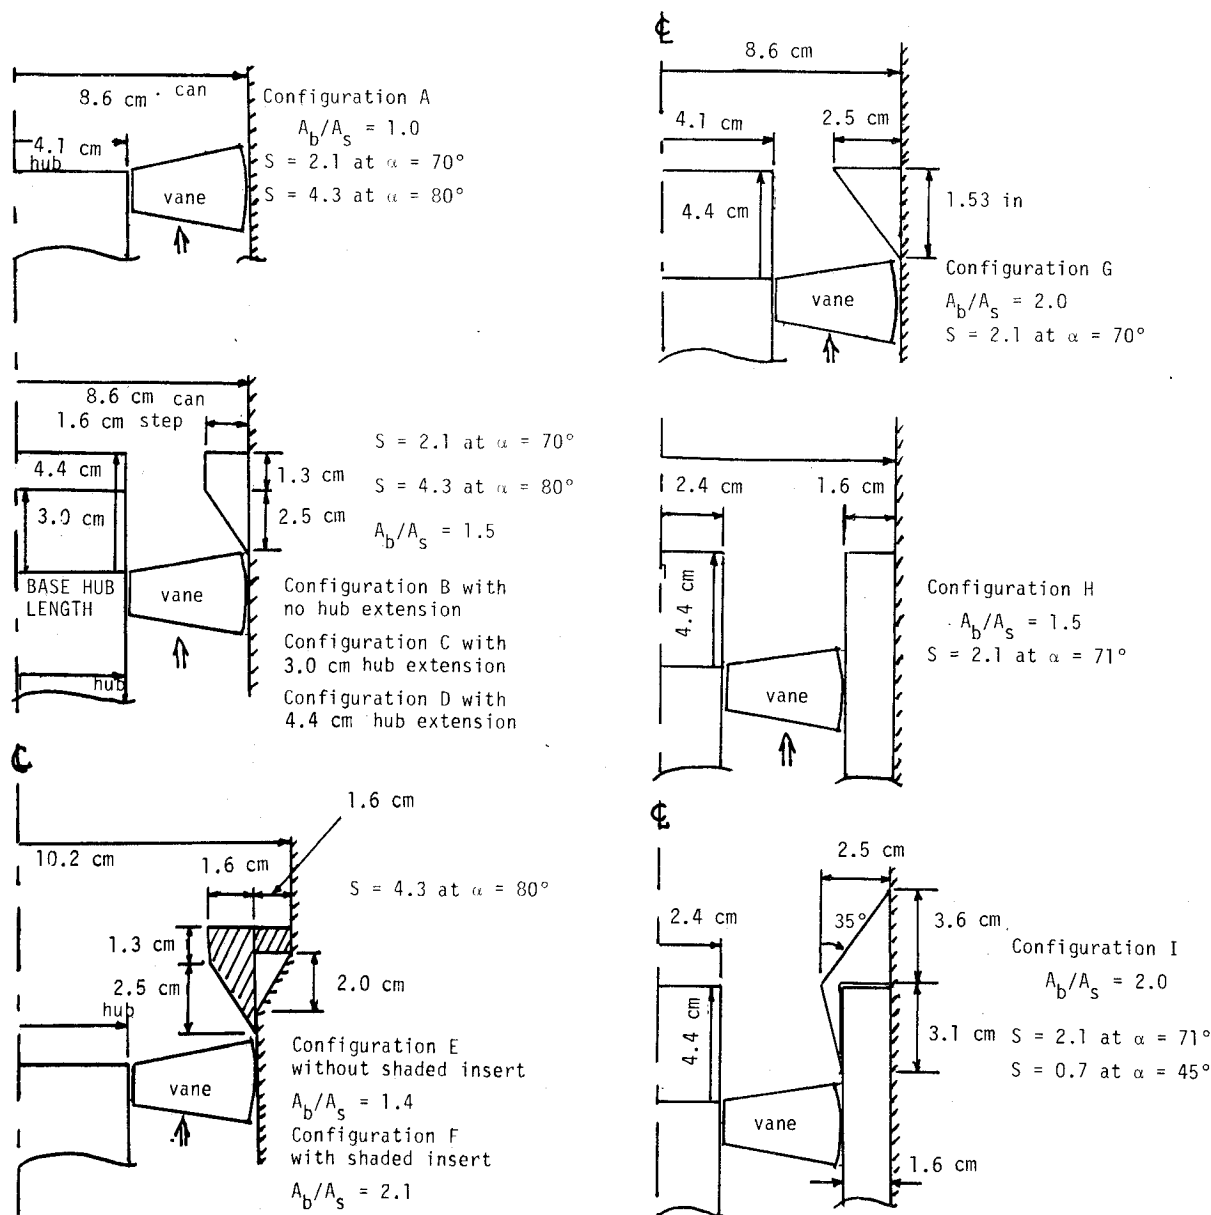 8.6 cm can
4.1 cm
hub
vane
Configuration A
A_b/A_s = 1.0
S = 2.1 at α = 70°
S = 4.3 at α = 80°
8.6 cm can
1.6 cm step
4.4 cm
3.0 cm
1.3 cm
2.5 cm
BASE HUB
LENGTH
vane
hub
S = 2.1 at α = 70°
S = 4.3 at α = 80°
A_b/A_s = 1.5
Configuration B with
no hub extension
Configuration C with
3.0 cm hub extension
Configuration D with
4.4 cm hub extension
℄
1.6 cm
10.2 cm
1.6 cm
S = 4.3 at α = 80°
1.3 cm
2.5 cm
2.0 cm
hub
vane
Configuration E
without shaded insert
A_b/A_s = 1.4
Configuration F
with shaded insert
A_b/A_s = 2.1
℄
8.6 cm
4.1 cm
2.5 cm
4.4 cm
1.53 in
vane
Configuration G
A_b/A_s = 2.0
S = 2.1 at α = 70°
2.4 cm
1.6 cm
4.4 cm
vane
Configuration H
A_b/A_s = 1.5
S = 2.1 at α = 71°
℄
2.5 cm
2.4 cm
35°
3.6 cm
4.4 cm
3.1 cm
vane
1.6 cm
Configuration I
A_b/A_s = 2.0
S = 2.1 at α = 71°
S = 0.7 at α = 45°